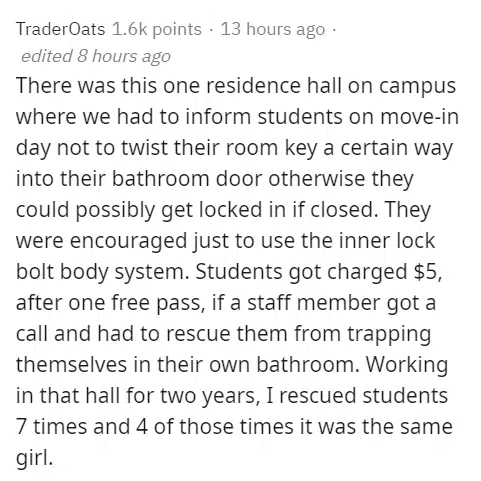 TraderOats 1.6k points · 13 hours ago ·
edited 8 hours ago
There was this one residence hall on campus
where we had to inform students on move-in
day not to twist their room key a certain way
into their bathroom door otherwise they
could possibly get locked in if closed. They
were encouraged just to use the inner lock
bolt body system. Students got charged $5,
after one free pass, if a staff member got a
call and had to rescue them from trapping
themselves in their own bathroom. Working
in that hall for two years, I rescued students
7 times and 4 of those times it was the same
girl.